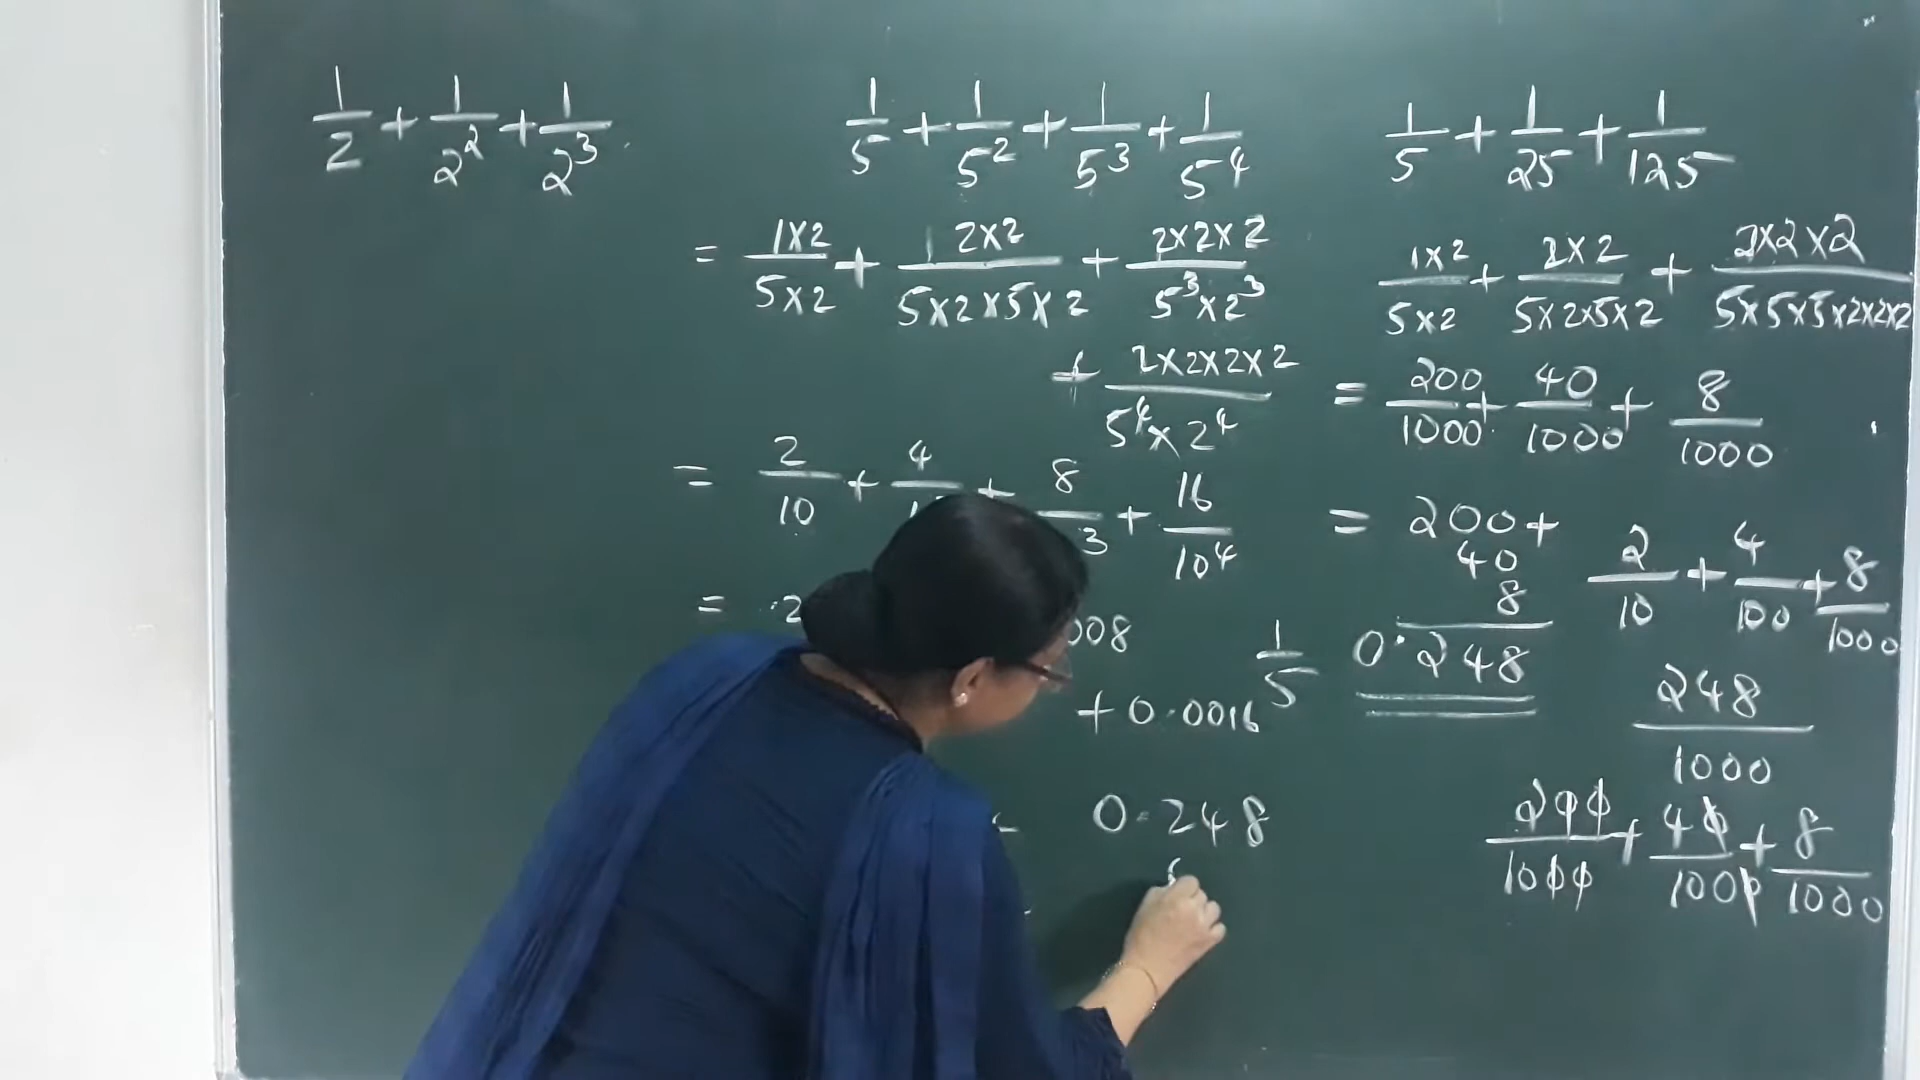 1/2 + 1/2² + 1/2³
1/5 + 1/5² + 1/5³ + 1/5⁴
= 1×2/5×2 + 2×2/5×2×5×2 + 2×2×2/5³×2³
+ 2×2×2×2/5⁴×2⁴
= 2/10 + 4/ + 8/ 3 + 16/10⁴
= ·2 008
+ 0.0016
0.248
1/5 + 1/25 + 1/125
1×2/5×2 + 2×2/5×2×5×2 + 2×2×2/5×5×5×2×2×2
= 200/1000 + 40/1000 + 8/1000
= 200+
40
8
0.248
1/5
2/10 + 4/100 + 8/1000
248/1000
200/1000 + 40/1000 + 8/1000